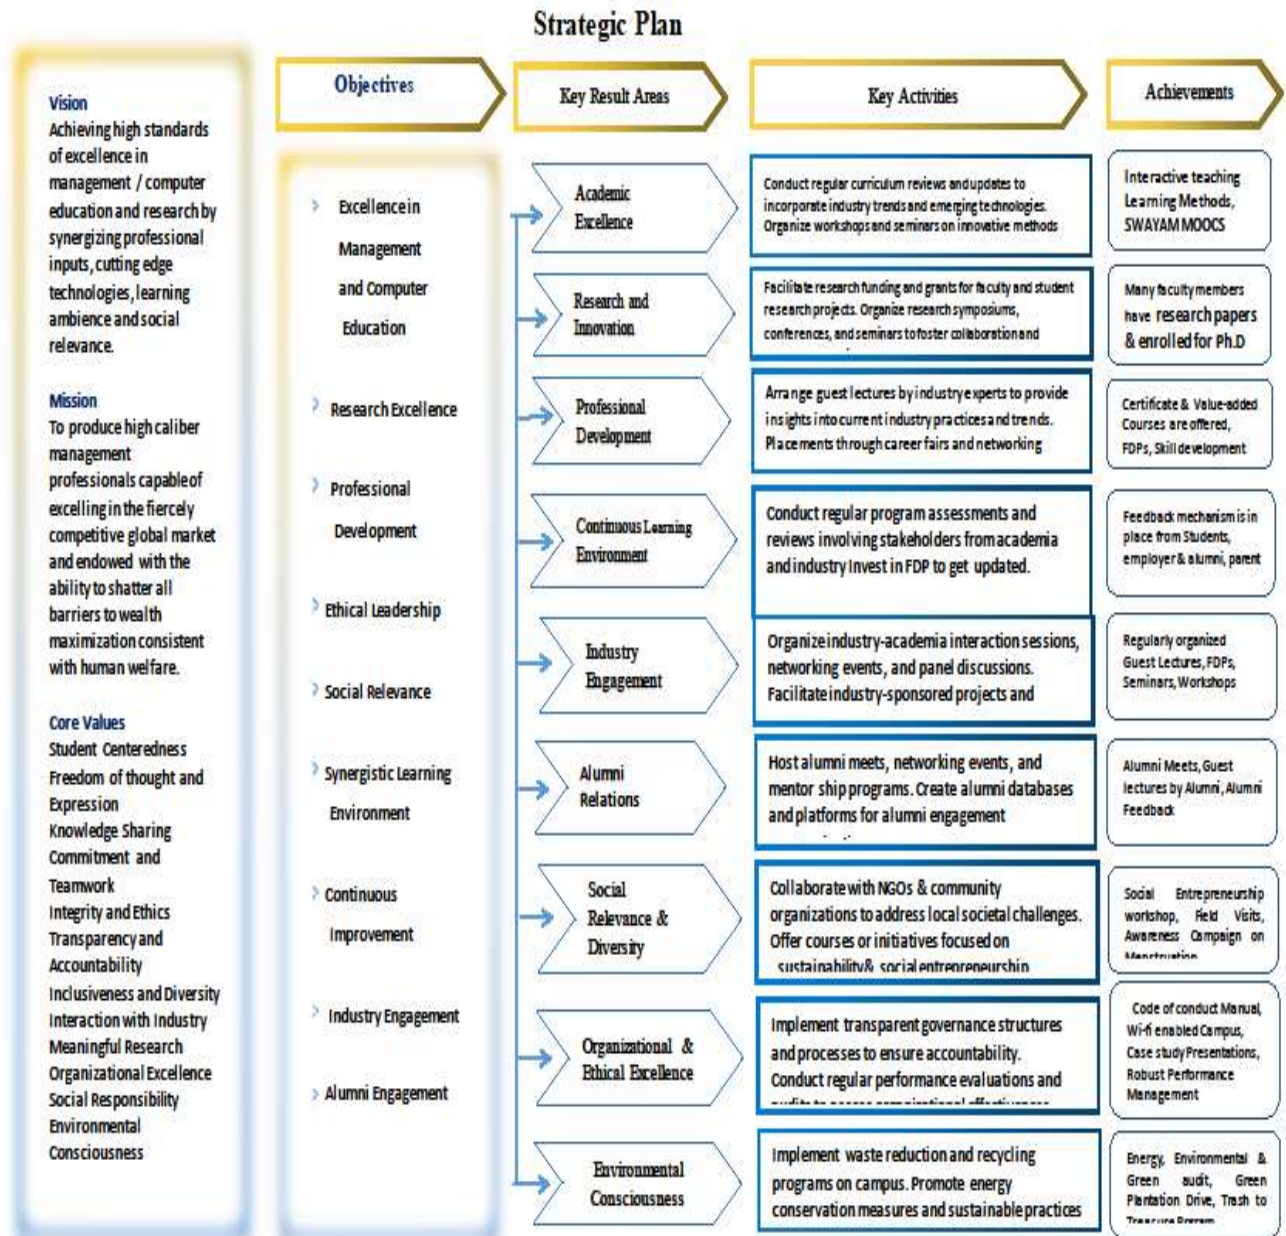 Strategic Plan
Vision
Achieving high standards
of excellence in
management / computer
education and research by
synergizing professional
inputs, cutting edge
technologies, learning
ambience and social
relevance.
Mission
To produce high caliber
management
professionals capable of
excelling in the fiercely
competitive global market
and endowed with the
ability to shatter all
barriers to wealth
maximization consistent
with human welfare.
Core Values
Student Centeredness
Freedom of thought and
Expression
Knowledge Sharing
Commitment and
Teamwork
Integrity and Ethics
Transparency and
Accountability
Inclusiveness and Diversity
Interaction with Industry
Meaningful Research
Organizational Excellence
Social Responsibility
Environmental
Consciousness
Objectives
Excellence in
Management
and Computer
Education
Research Excellence
Professional
Development
Ethical Leadership
Social Relevance
Synergistic Learning
Environment
Continuous
Improvement
Industry Engagement
Alumni Engagement
Key Result Areas
Academic
Excellence
Research and
Innovation
Professional
Development
Continuous Learning
Environment
Industry
Engagement
Alumni
Relations
Social
Relevance &
Diversity
Organizational &
Ethical Excellence
Environmental
Consciousness
Key Activities
Conduct regular curriculum reviews and updates to
incorporate industry trends and emerging technologies.
Organize workshops and seminars on innovative methods
Facilitate research funding and grants for faculty and student
research projects. Organize research symposiums,
conferences, and seminars to foster collaboration and
Arrange guest lectures by industry experts to provide
insights into current industry practices and trends.
Placements through career fairs and networking
Conduct regular program assessments and
reviews involving stakeholders from academia
and industry Invest in FDP to get updated.
Organize industry-academia interaction sessions,
networking events, and panel discussions.
Facilitate industry-sponsored projects and
Host alumni meets, networking events, and
mentor ship programs. Create alumni databases
and platforms for alumni engagement
Collaborate with NGOs & community
organizations to address local societal challenges.
Offer courses or initiatives focused on
sustainability & social entrepreneurship
Implement transparent governance structures
and processes to ensure accountability.
Conduct regular performance evaluations and
Implement waste reduction and recycling
programs on campus. Promote energy
conservation measures and sustainable practices
Achievements
Interactive teaching
Learning Methods,
SWAYAM MOOCS
Many faculty members
have research papers
& enrolled for Ph.D
Certificate & Value-added
Courses are offered,
FDPs, Skill development
Feedback mechanism is in
place from Students,
employer & alumni, parent
Regularly organized
Guest Lectures, FDPs,
Seminars, Workshops
Alumni Meets, Guest
lectures by Alumni, Alumni
Feedback
Social Entrepreneurship
workshop, Field Visits,
Awareness Campaign on
Menstruation
Code of conduct Manual,
Wi-fi enabled Campus,
Case study Presentations,
Robust Performance
Management
Energy, Environmental &
Green audit, Green
Plantation Drive, Trash to